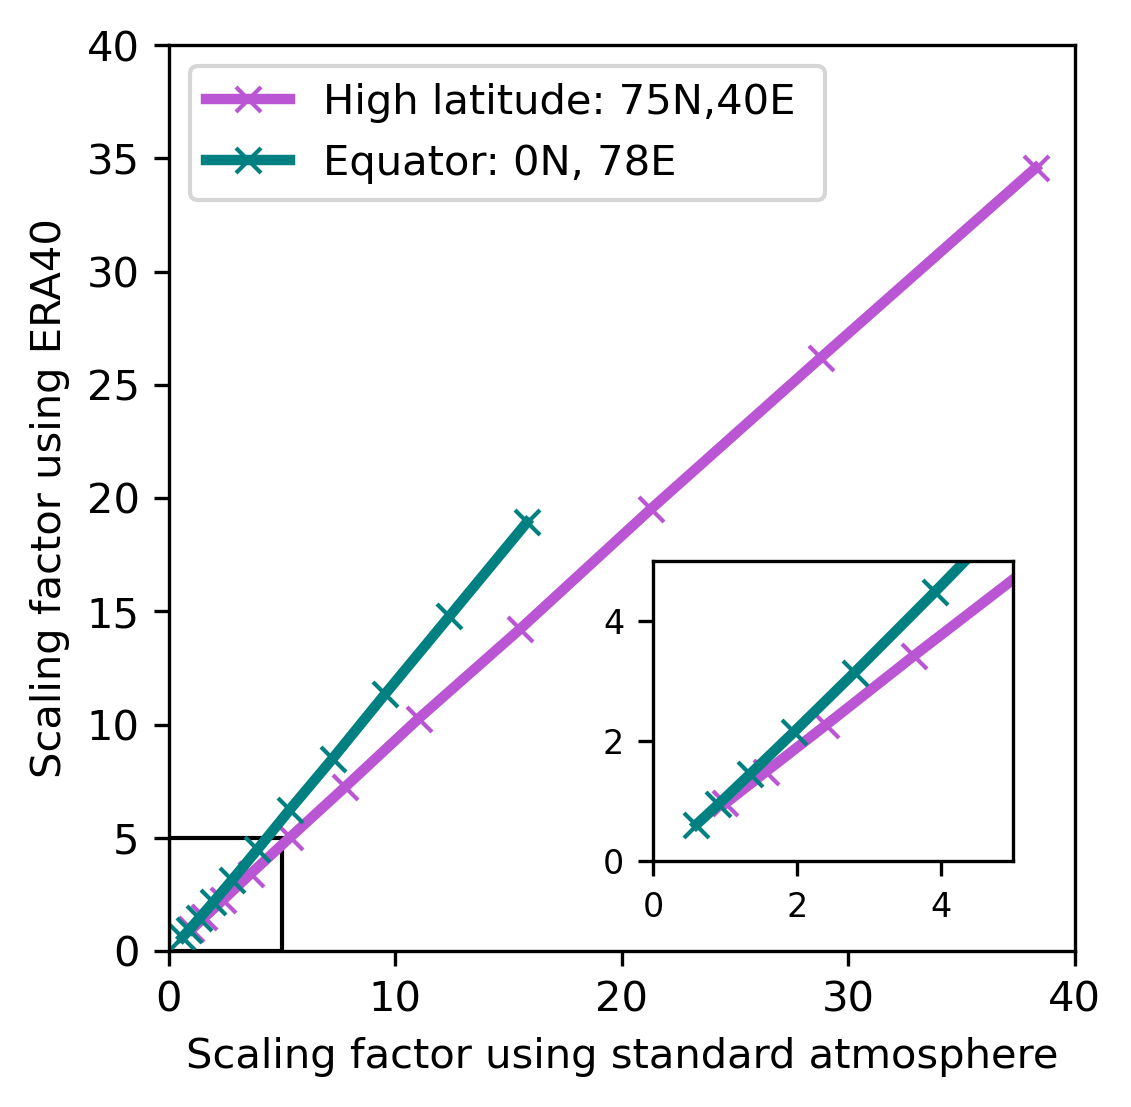 40
35
30
25
20
15
10
5
0
Scaling factor using ERA40
High latitude: 75N,40E
Equator: 0N, 78E
4
2
0
0 2 4
0 10 20 30 40
Scaling factor using standard atmosphere